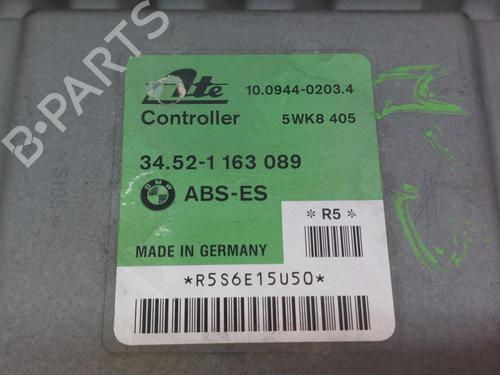 B-PARTS
Ate
10.0944-0203.4
Controller
5WK8 405
34.52-1 163 089
BMW
ABS-ES
* R5 *
MADE IN GERMANY
*R5S6E15U50*